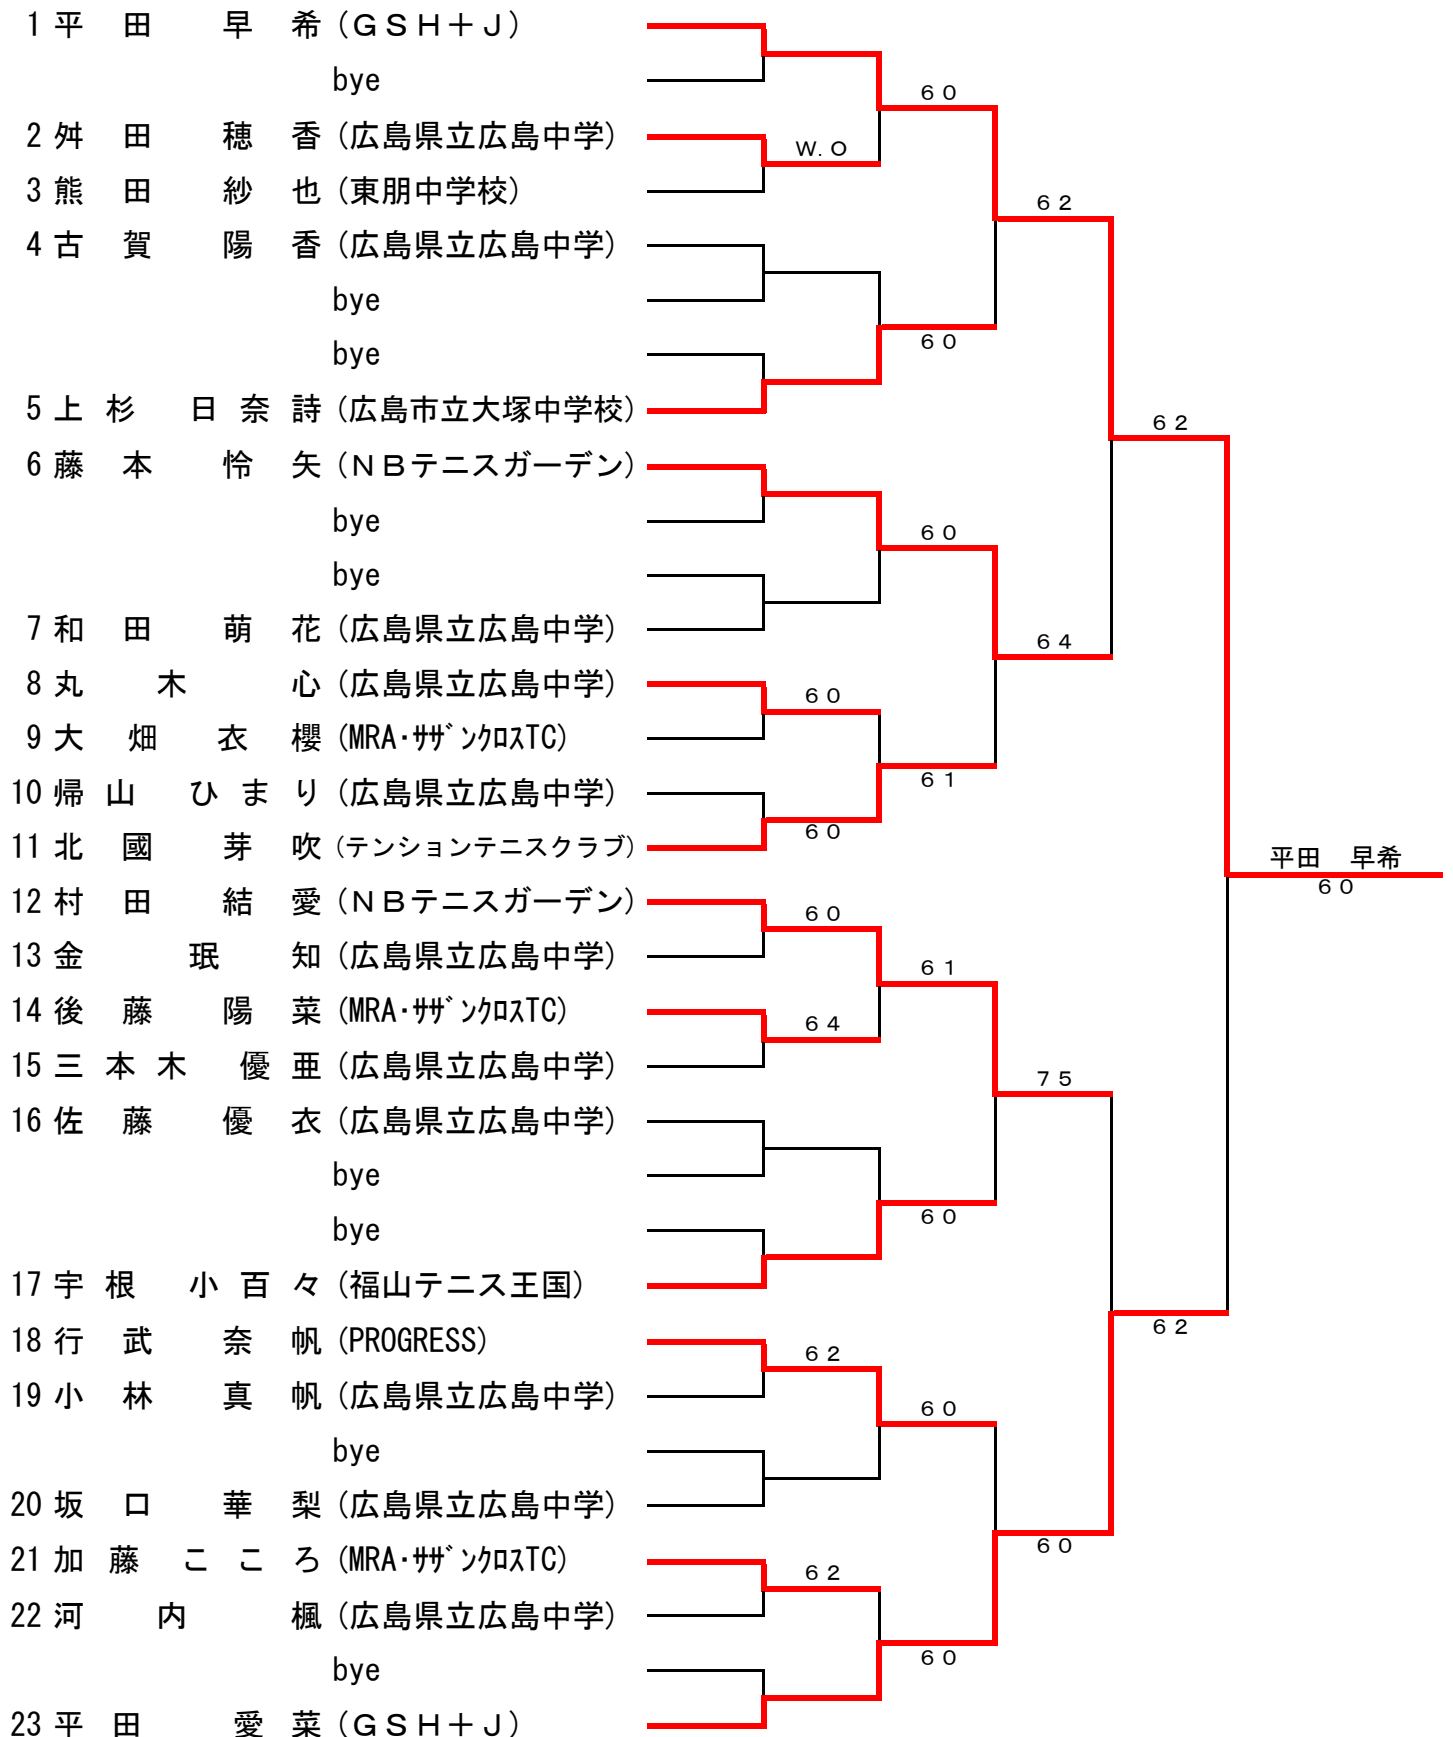 1 平田 早希 (ＧＳＨ＋Ｊ)
bye
６０
2 舛田 穂香 (広島県立広島中学)
Ｗ.Ｏ
3 熊田 紗也 (東朋中学校)
６２
4 古賀 陽香 (広島県立広島中学)
bye
６０
bye
5 上杉 日奈詩 (広島市立大塚中学校)
６２
6 藤本 怜矢 (ＮＢテニスガーデン)
bye
６０
bye
7 和田 萌花 (広島県立広島中学)
６４
8 丸木 心 (広島県立広島中学)
６０
9 大畑 衣櫻 (MRA･ｻｻﾞﾝｸﾛｽTC)
６１
10 帰山 ひまり (広島県立広島中学)
６０
11 北國 芽吹 (テンションテニスクラブ)
平田 早希
６０
12 村田 結愛 (ＮＢテニスガーデン)
６０
13 金 珉知 (広島県立広島中学)
６１
14 後藤 陽菜 (MRA･ｻｻﾞﾝｸﾛｽTC)
６４
15 三本木 優亜 (広島県立広島中学)
７５
16 佐藤 優衣 (広島県立広島中学)
bye
６０
bye
17 宇根 小百々 (福山テニス王国)
６２
18 行武 奈帆 (PROGRESS)
６２
19 小林 真帆 (広島県立広島中学)
６０
bye
20 坂口 華梨 (広島県立広島中学)
６０
21 加藤 こころ (MRA･ｻｻﾞﾝｸﾛｽTC)
６２
22 河内 楓 (広島県立広島中学)
６０
bye
23 平田 愛菜 (ＧＳＨ＋Ｊ)